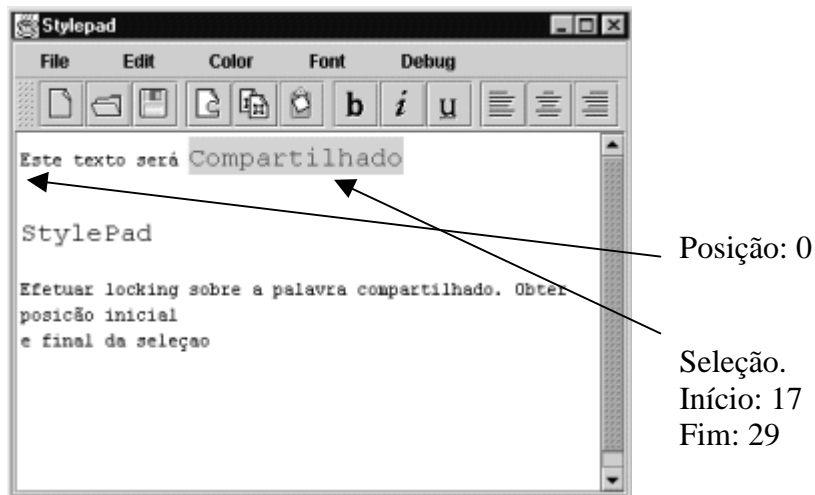 Stylepad
File Edit Color Font Debug
b i u
Este texto será Compartilhado
StylePad
Efetuar locking sobre a palavra compartilhado. Obter
posicão inicial
e final da seleçao
Posição: 0
Seleção.
Início: 17
Fim: 29